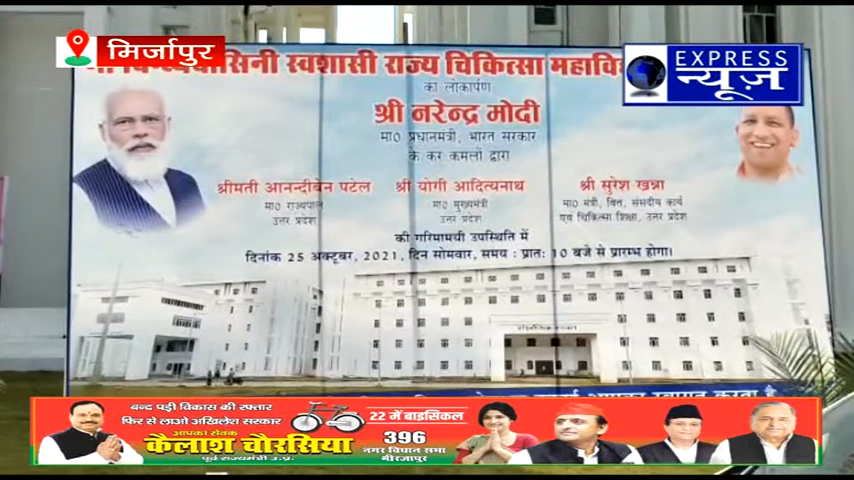 मिर्जापुर
EXPRESS
न्यूज़
स्वशासी राज्य चिकित्सा
का लोकार्पण
श्री नरेन्द्र मोदी
मा0 प्रधानमंत्री, भारत सरकार
के कर कमलों द्वारा
श्रीमती आनन्दीबेन पटेल
मा0 राज्यपाल
उत्तर प्रदेश
श्री योगी आदित्यनाथ
मा0 मुख्यमंत्री
उत्तर प्रदेश
श्री सुरेश खन्ना
मा0 मंत्री, वित्त, संसदीय कार्य
एवं चिकित्सा शिक्षा, उत्तर प्रदेश
की गरिमामयी उपस्थिति में
दिनांक 25 अक्टूबर, 2021, दिन सोमवार, समय : प्रातः 10 बजे से प्रारम्भ होगा।
बन्द पड़ी विकास की रफ्तार
फिर से लाओ अखिलेश सरकार
आपका सेवक
कैलाश चौरसिया
पूर्व राज्यमंत्री उ.प्र.
22 में बाइसिकल
396
नगर विधान सभा
मीरजापुर